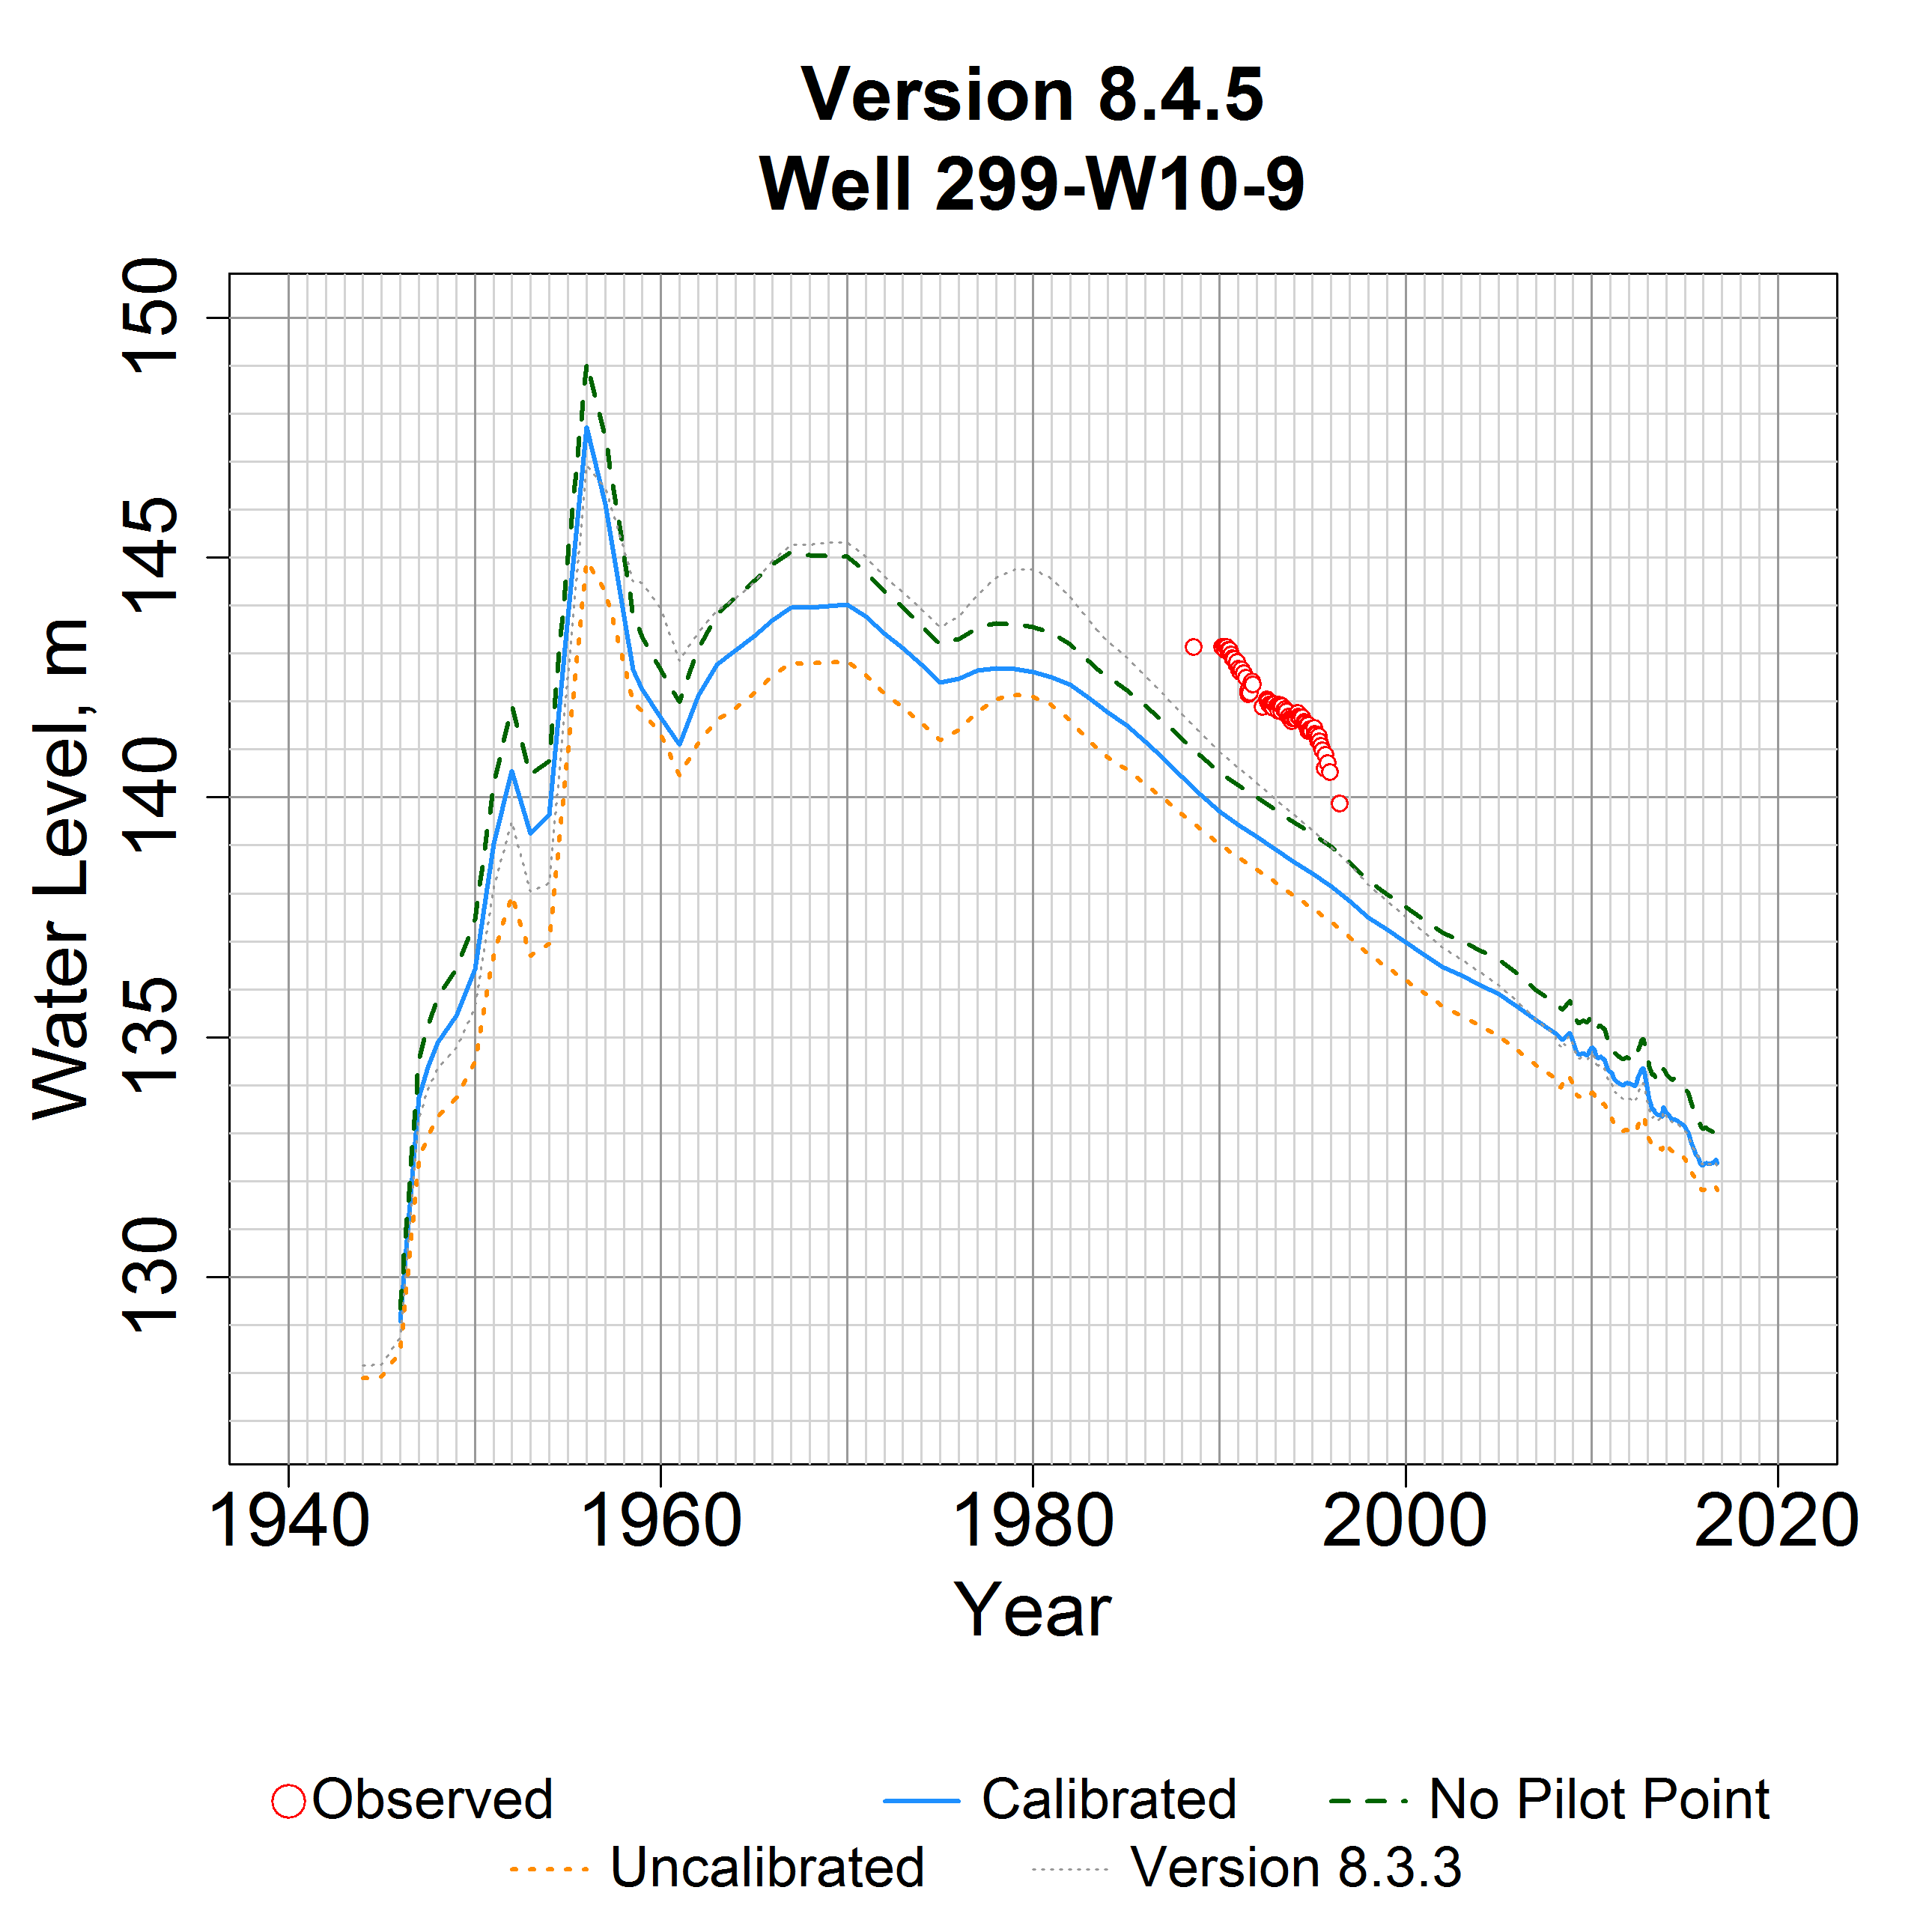 Version 8.4.5
Well 299-W10-9
Water Level, m
150
145
140
135
130
1940 1960 1980 2000 2020
Year
Observed Calibrated No Pilot Point
Uncalibrated Version 8.3.3